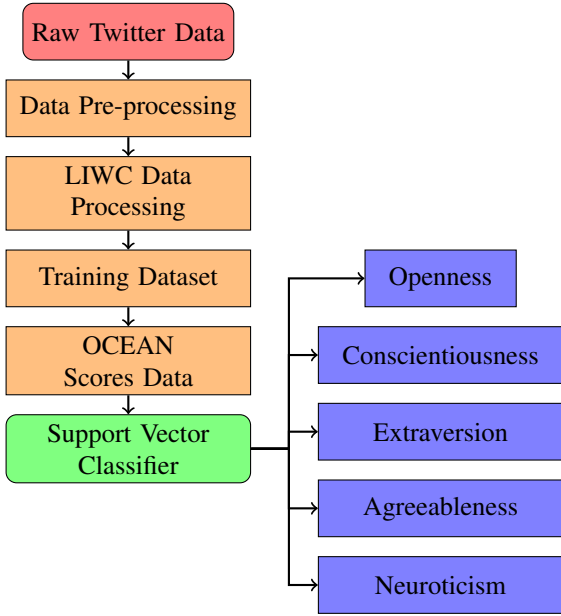 Raw Twitter Data
Data Pre-processing
LIWC Data
Processing
Training Dataset
OCEAN
Scores Data
Support Vector
Classifier
Openness
Conscientiousness
Extraversion
Agreeableness
Neuroticism